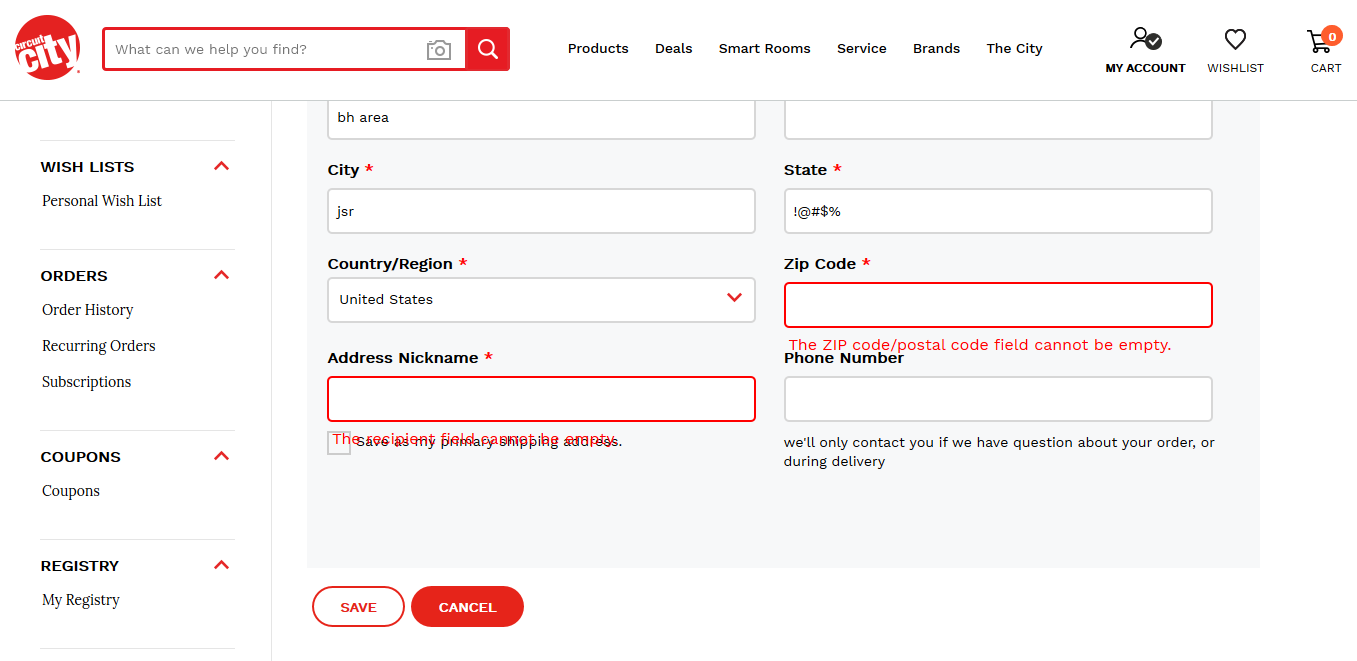 circuit city
What can we help you find?
Products Deals Smart Rooms Service Brands The City
MY ACCOUNT WISHLIST 0 CART
WISH LISTS
Personal Wish List
ORDERS
Order History
Recurring Orders
Subscriptions
COUPONS
Coupons
REGISTRY
My Registry
bh area
City * State *
jsr !@#$%
Country/Region * Zip Code *
United States
The ZIP code/postal code field cannot be empty.
Address Nickname * Phone Number
The recipient field cannot be empty.
Save as my primary shipping address.
we'll only contact you if we have question about your order, or
during delivery
SAVE CANCEL